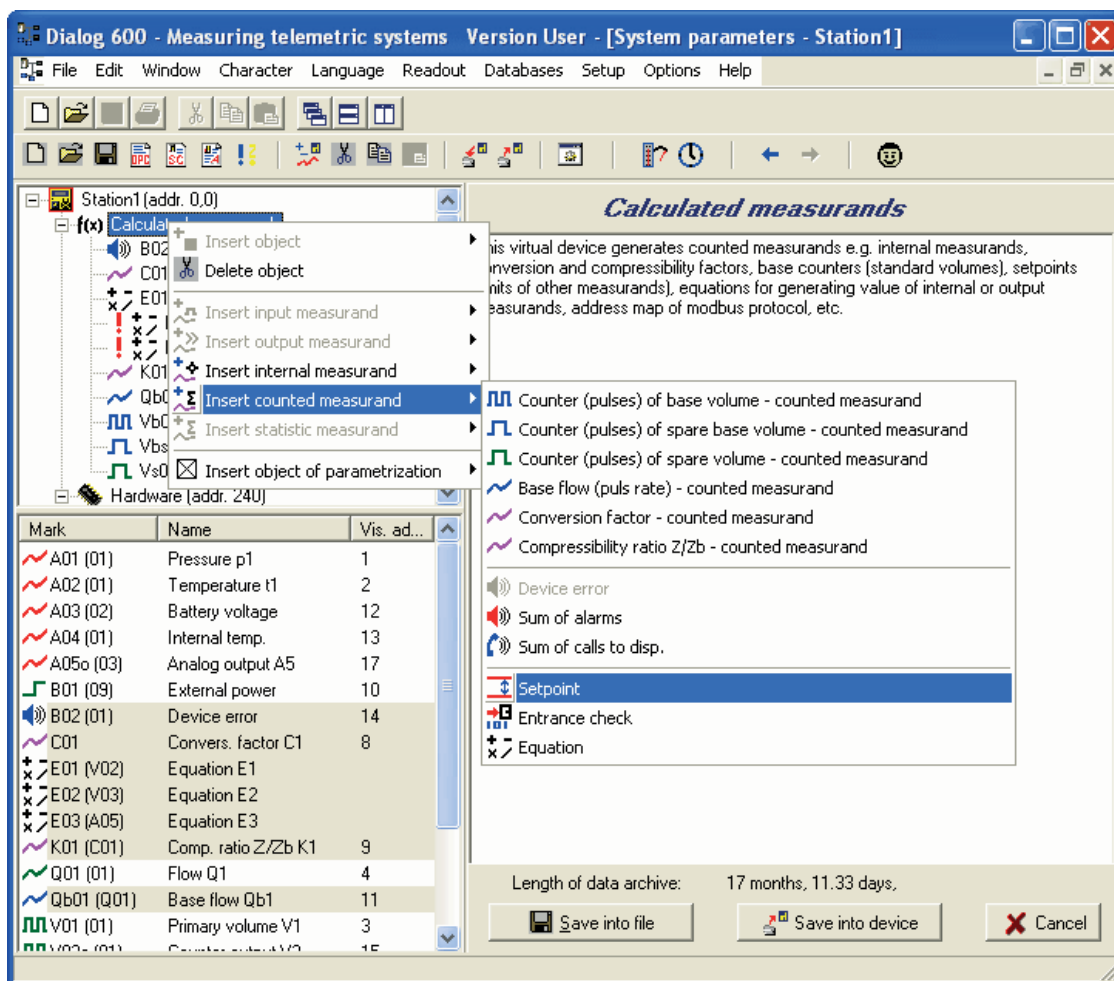 Dialog 600 - Measuring telemetric systems Version User - [System parameters - Station1]
File Edit Window Character Language Readout Databases Setup Options Help
Station1 (addr. 0,0)
f(x)
B02
C01
E01
K01
Qb0
Vb0
Vbs
Vs0
Hardware (addr. 240)
Insert object
Delete object
Insert input measurand
Insert output measurand
Insert internal measurand
Insert counted measurand
Insert statistic measurand
Insert object of parametrization
Calculated measurands
his virtual device generates counted measurands e.g. internal measurands,
onversion and compressibility factors, base counters (standard volumes), setpoints
mits of other measurands), equations for generating value of internal or output
easurands, address map of modbus protocol, etc.
Counter (pulses) of base volume - counted measurand
Counter (pulses) of spare base volume - counted measurand
Counter (pulses) of spare volume - counted measurand
Base flow (puls rate) - counted measurand
Conversion factor - counted measurand
Compressibility ratio Z/Zb - counted measurand
Device error
Sum of alarms
Sum of calls to disp.
Setpoint
Entrance check
Equation
Mark Name Vis. ad...
A01 (01) Pressure p1 1
A02 (01) Temperature t1 2
A03 (02) Battery voltage 12
A04 (01) Internal temp. 13
A05o (03) Analog output A5 17
B01 (09) External power 10
B02 (01) Device error 14
C01 Convers. factor C1 8
E01 (V02) Equation E1
E02 (V03) Equation E2
E03 (A05) Equation E3
K01 (C01) Comp. ratio Z/Zb K1 9
Q01 (01) Flow Q1 4
Qb01 (Q01) Base flow Qb1 11
V01 (01) Primary volume V1 3
Length of data archive: 17 months, 11.33 days,
Save into file Save into device Cancel